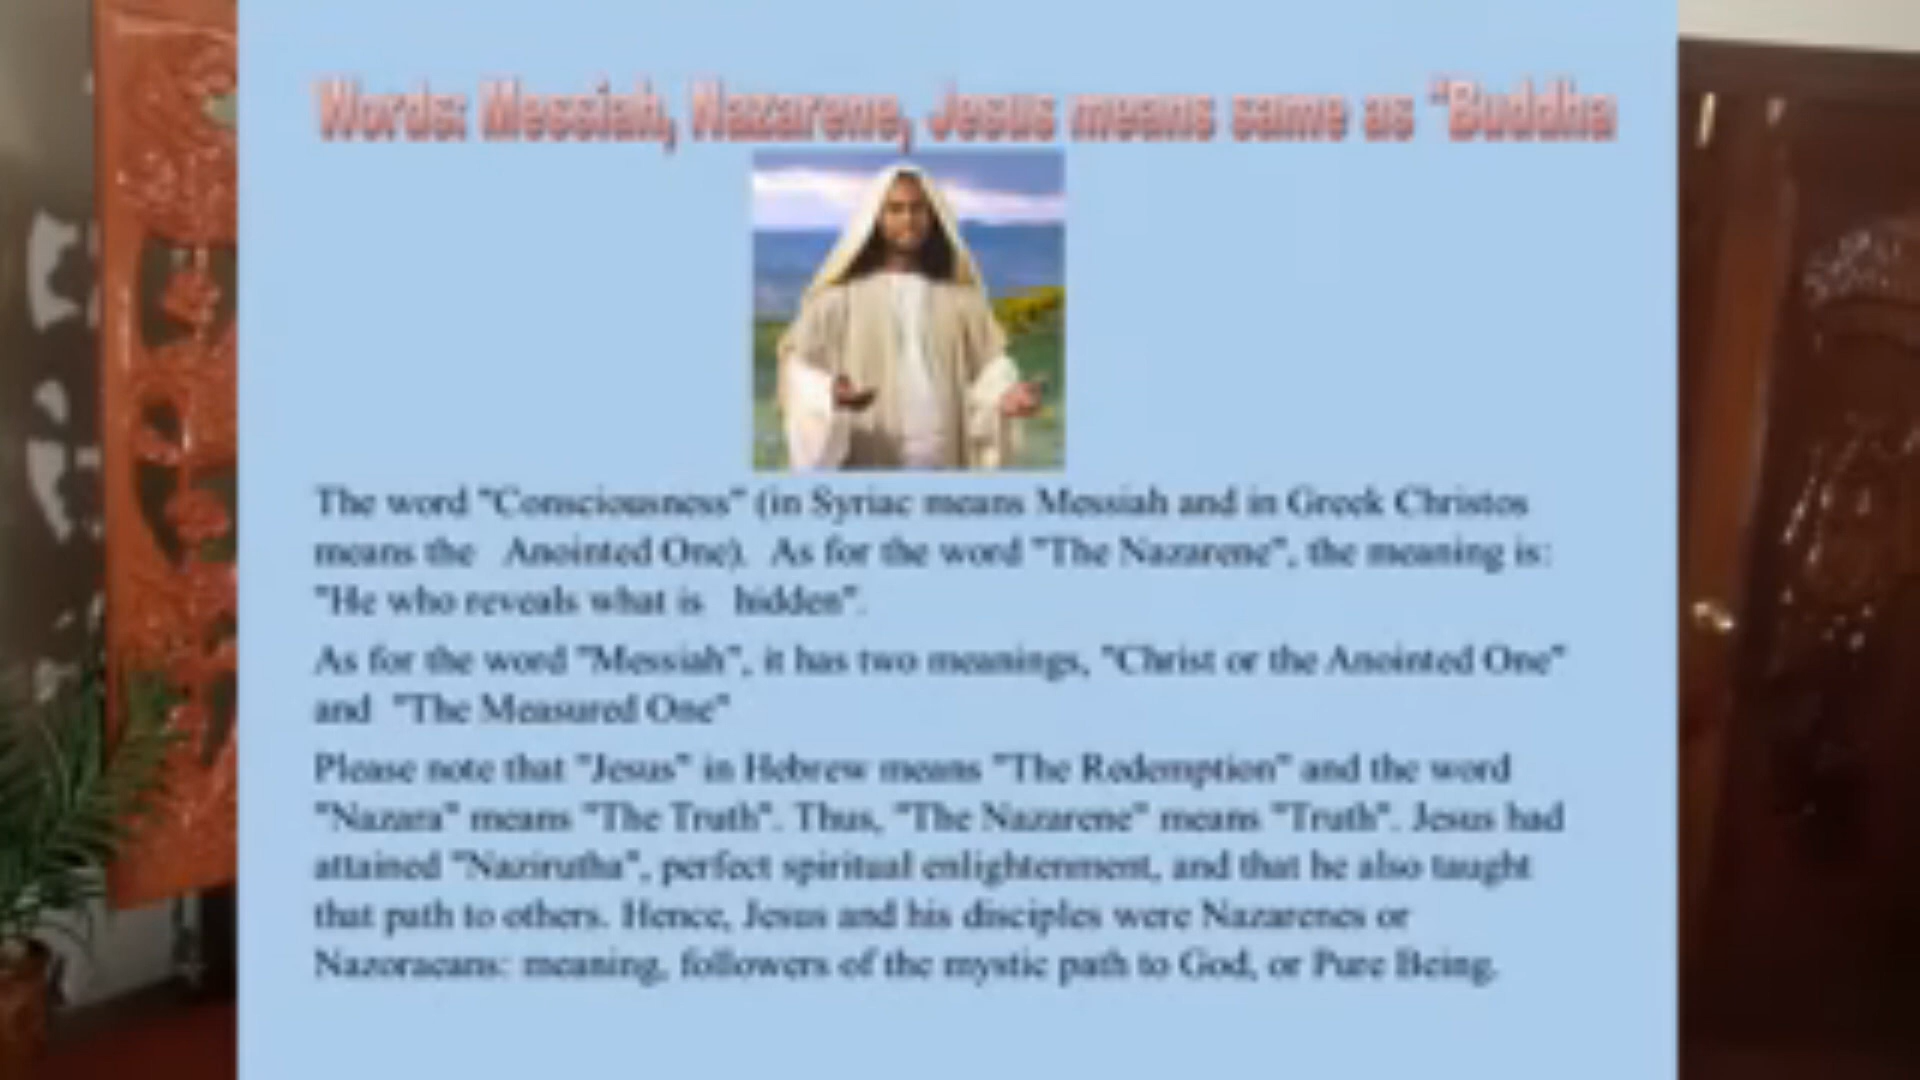 Words: Messiah, Nazarene, Jesus means same as "Buddha
The word "Consciousness" (in Syriac means Messiah and in Greek Christos
means the Anointed One). As for the word "The Nazarene", the meaning is:
"He who reveals what is hidden".
As for the word "Messiah", it has two meanings, "Christ or the Anointed One"
and "The Measured One"
Please note that "Jesus" in Hebrew means "The Redemption" and the word
"Nazara" means "The Truth". Thus, "The Nazarene" means "Truth". Jesus had
attained "Nazirutha", perfect spiritual enlightenment, and that he also taught
that path to others. Hence, Jesus and his disciples were Nazarenes or
Nazoraeans: meaning, followers of the mystic path to God, or Pure Being.